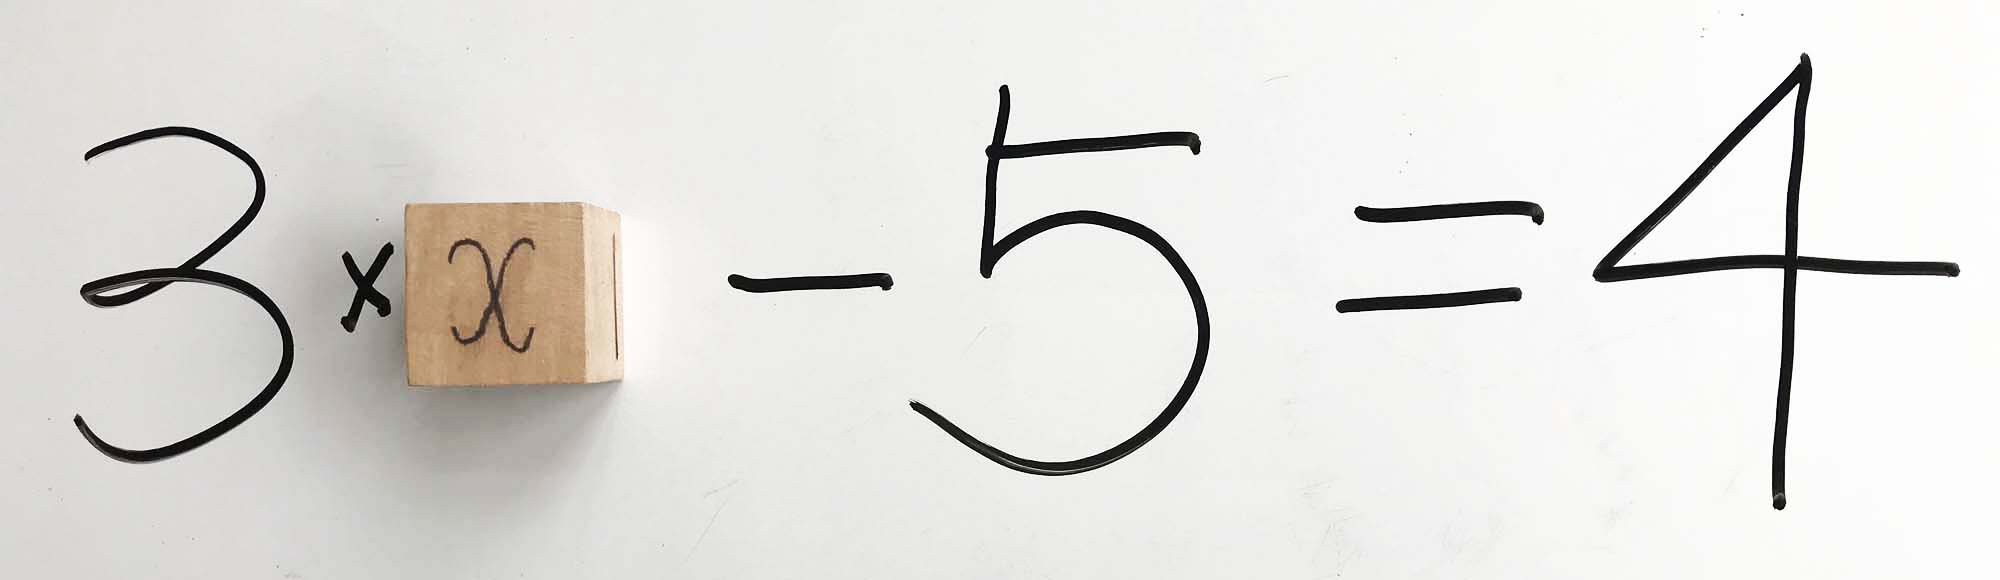 3 × x − 5 = 4